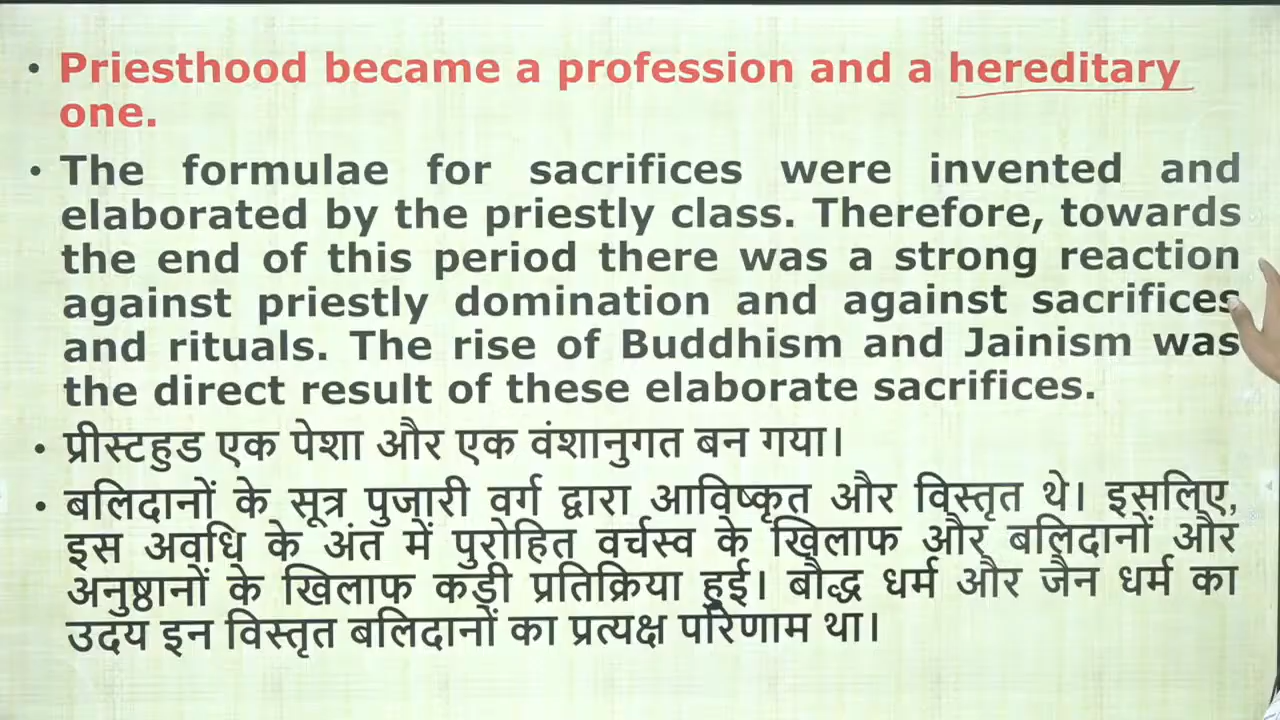 • Priesthood became a profession and a hereditary
one.
• The formulae for sacrifices were invented and
elaborated by the priestly class. Therefore, towards
the end of this period there was a strong reaction
against priestly domination and against sacrifices
and rituals. The rise of Buddhism and Jainism was
the direct result of these elaborate sacrifices.
• प्रीस्टहुड एक पेशा और एक वंशानुगत बन गया।
• बलिदानों के सूत्र पुजारी वर्ग द्वारा आविष्कृत और विस्तृत थे। इसलिए,
इस अवधि के अंत में पुरोहित वर्चस्व के खिलाफ और बलिदानों और
अनुष्ठानों के खिलाफ कड़ी प्रतिक्रिया हुई। बौद्ध धर्म और जैन धर्म का
उदय इन विस्तृत बलिदानों का प्रत्यक्ष परिणाम था।